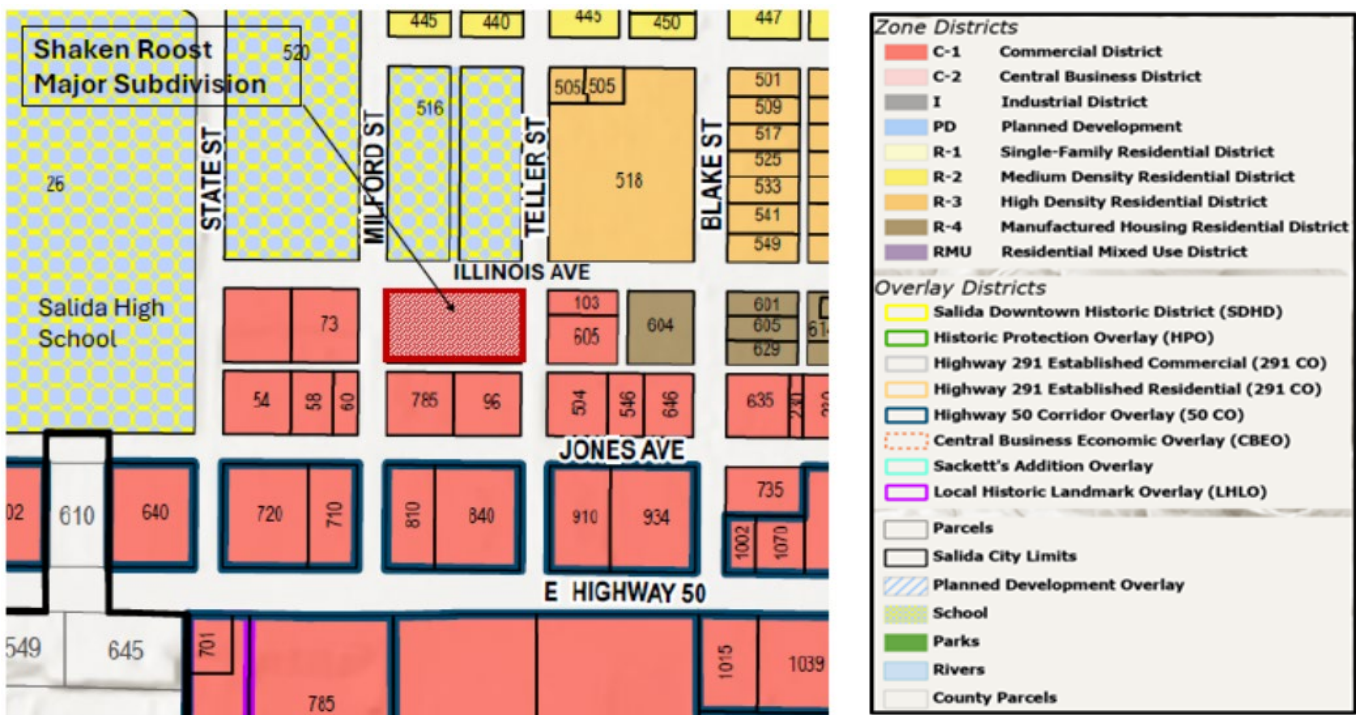 Shaken Roost
Major Subdivision
520
445
440
445
450
447
516
505
505
501
509
517
525
533
541
549
518
26
STATE ST
MILFORD ST
TELLER ST
BLAKE ST
ILLINOIS AVE
Salida High
School
73
103
605
604
601
605
629
54
58
60
785
96
504
546
646
635
230
JONES AVE
02
610
640
720
710
810
840
910
934
735
1002
1070
E HIGHWAY 50
549
645
701
785
1015
1039
Zone Districts
C-1 Commercial District
C-2 Central Business District
I Industrial District
PD Planned Development
R-1 Single-Family Residential District
R-2 Medium Density Residential District
R-3 High Density Residential District
R-4 Manufactured Housing Residential District
RMU Residential Mixed Use District
Overlay Districts
Salida Downtown Historic District (SDHD)
Historic Protection Overlay (HPO)
Highway 291 Established Commercial (291 CO)
Highway 291 Established Residential (291 CO)
Highway 50 Corridor Overlay (50 CO)
Central Business Economic Overlay (CBEO)
Sackett's Addition Overlay
Local Historic Landmark Overlay (LHLO)
Parcels
Salida City Limits
Planned Development Overlay
School
Parks
Rivers
County Parcels